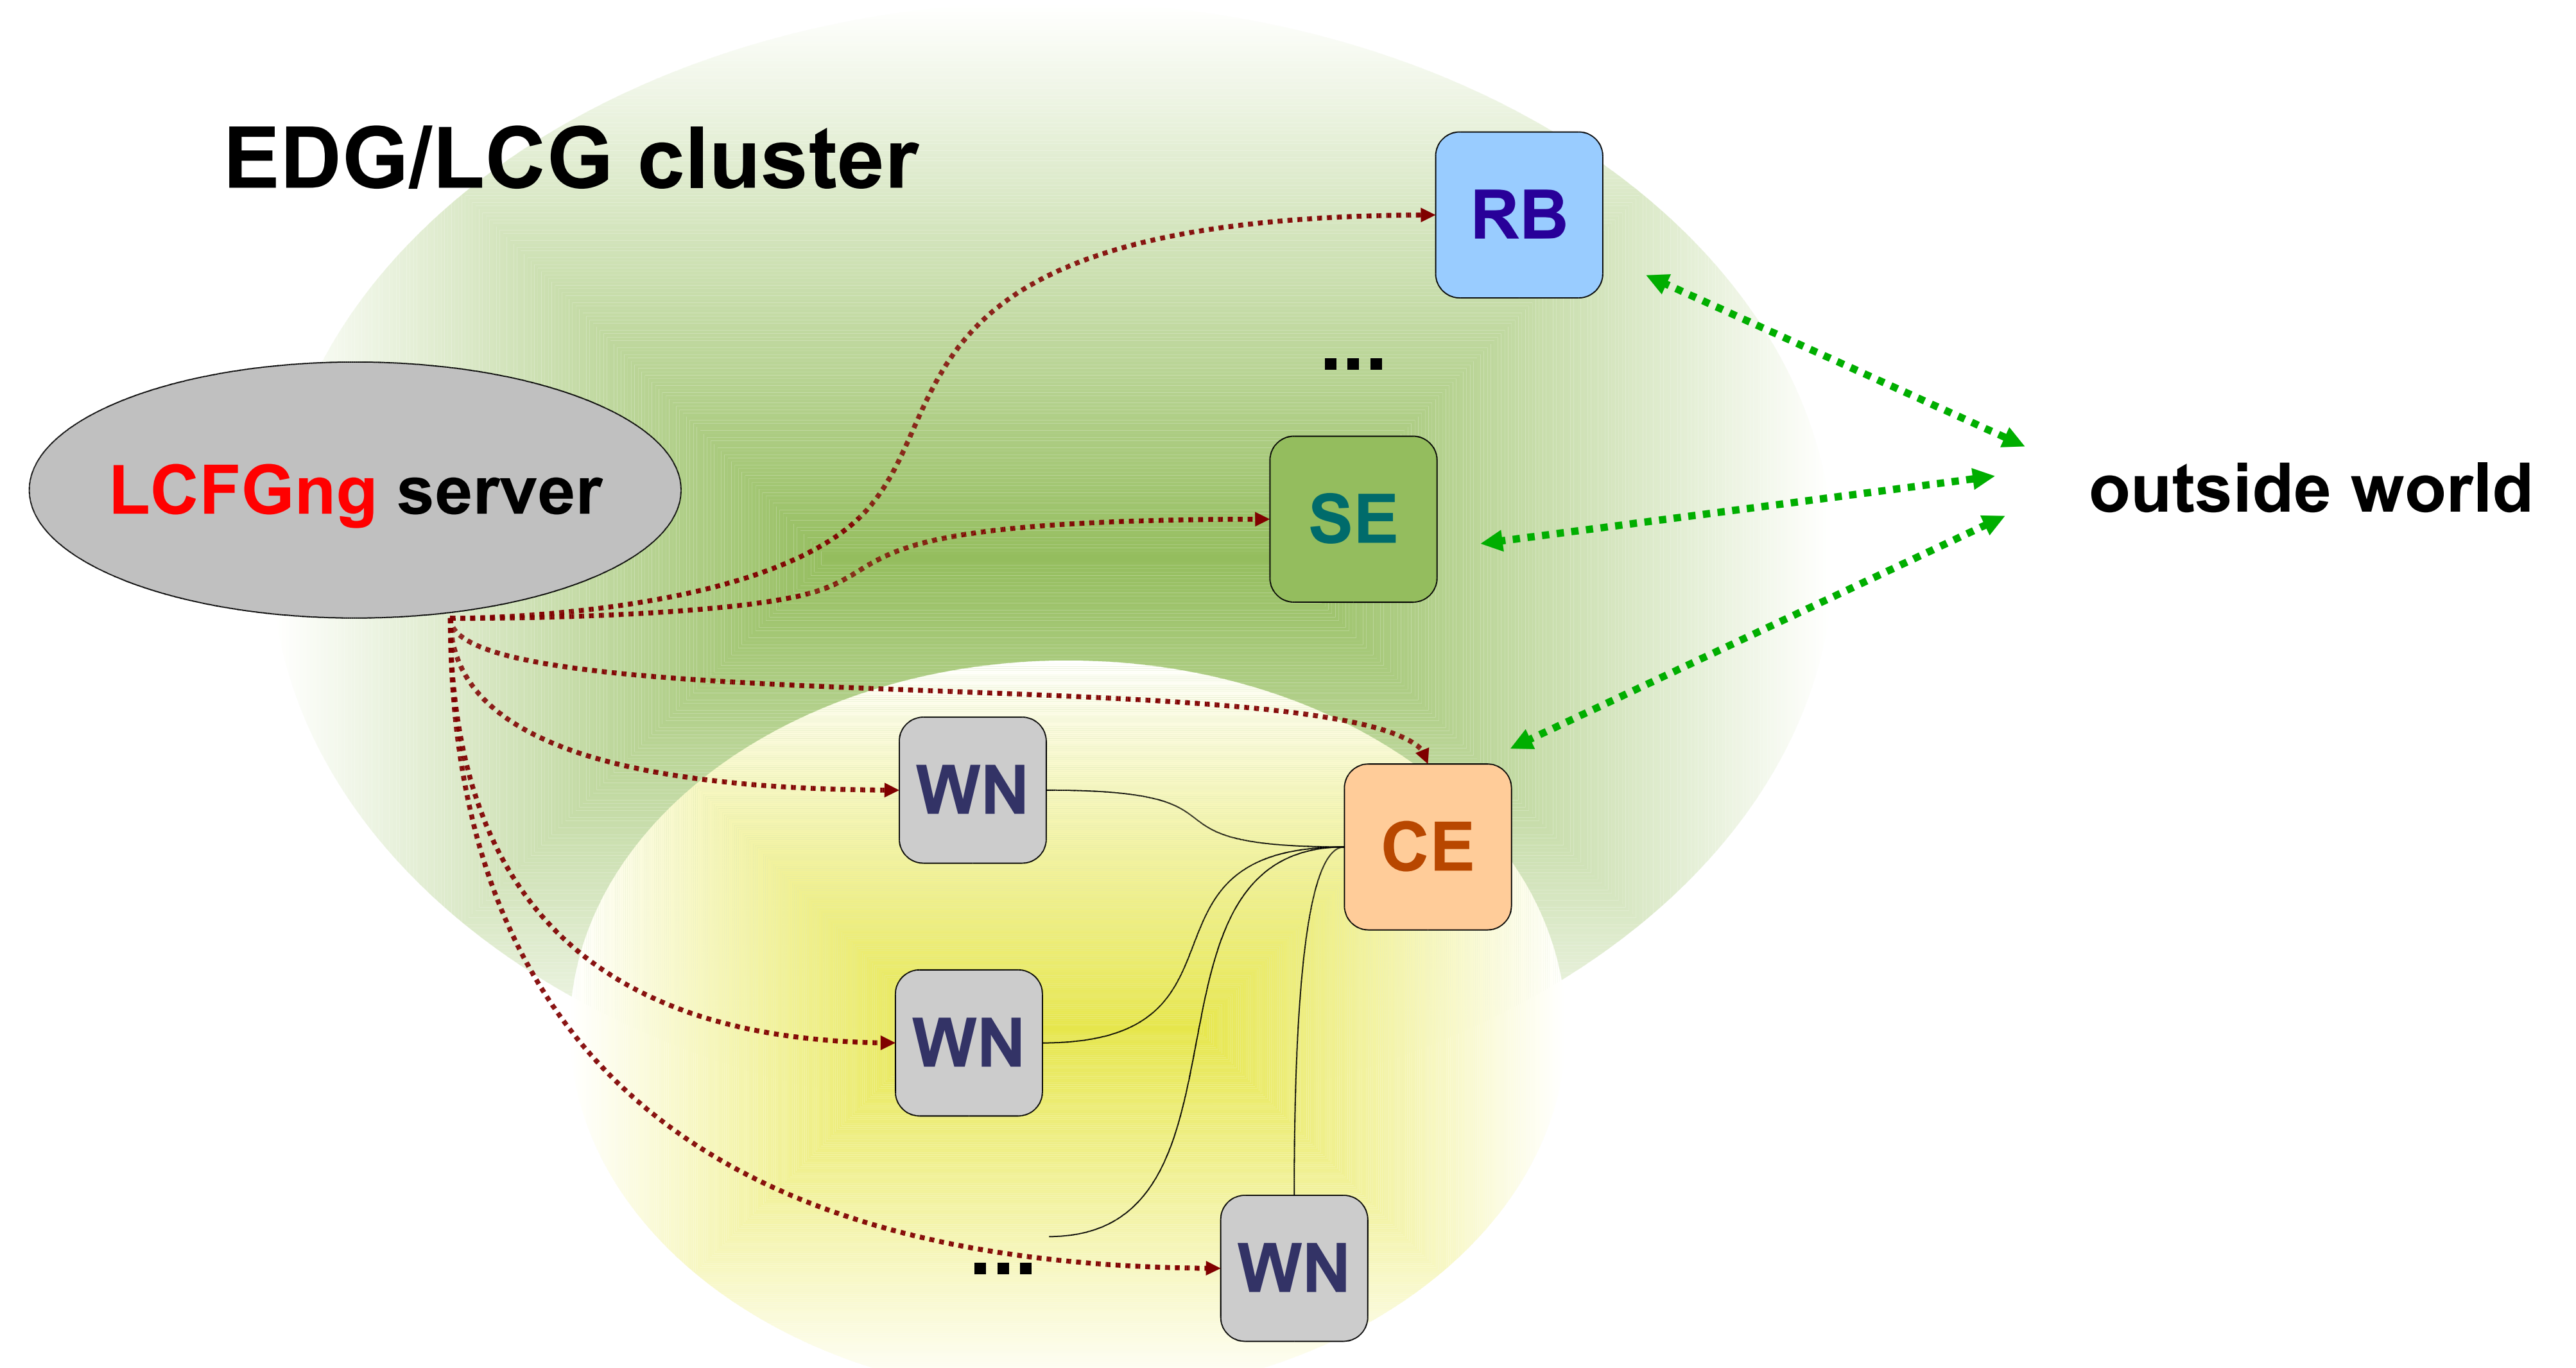 EDG/LCG cluster
RB
...
LCFGng server
SE
outside world
WN
CE
WN
...
WN